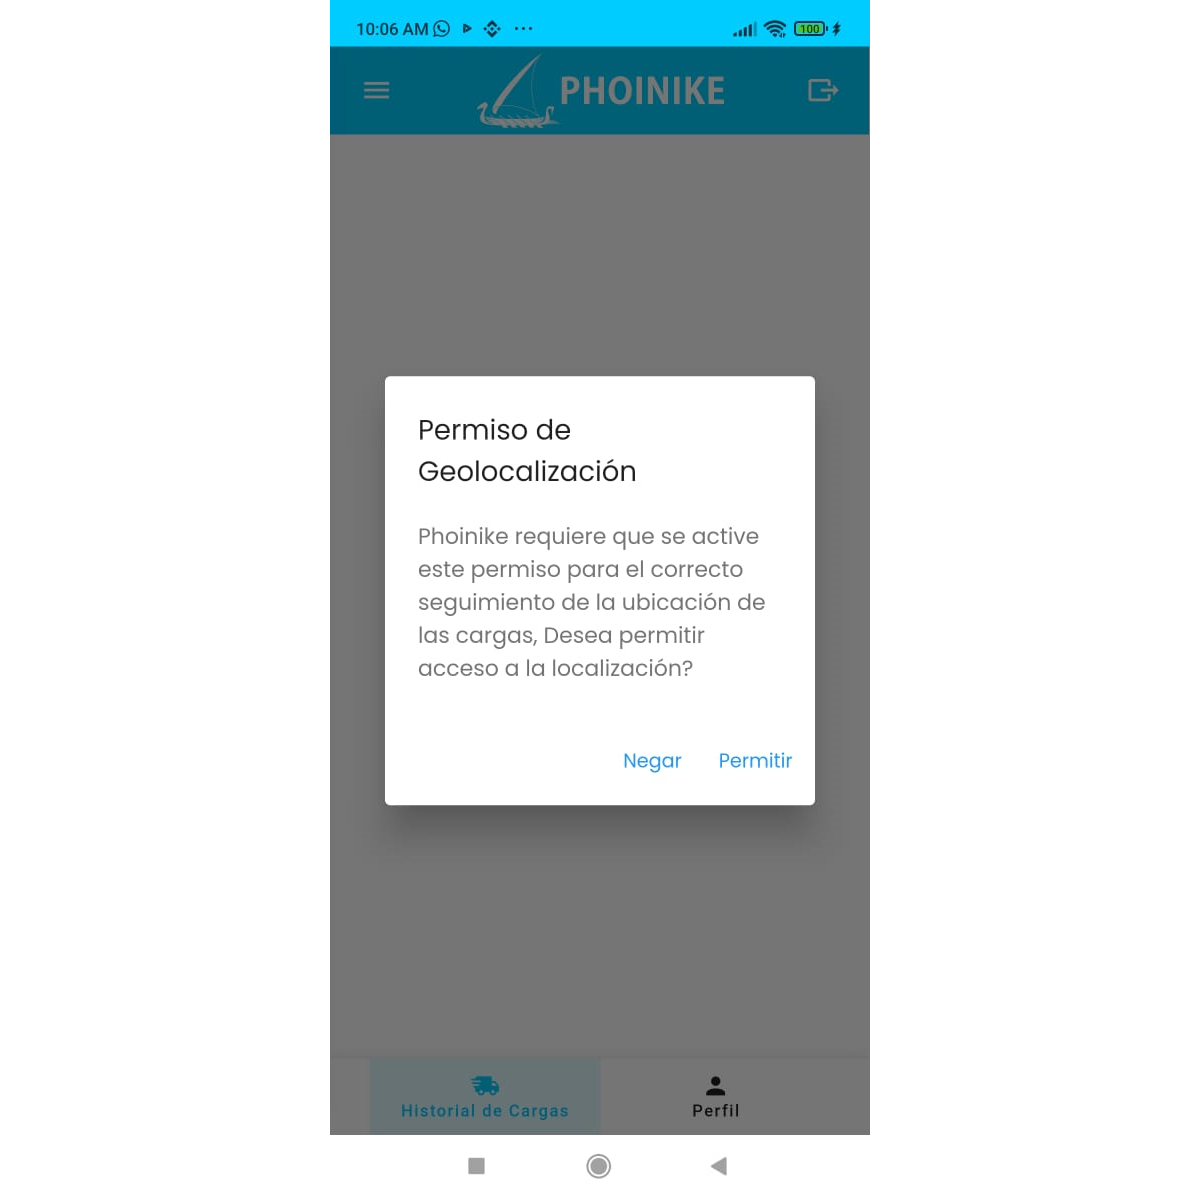 10:06 AM
100
PHOINIKE
Permiso de
Geolocalización
Phoinike requiere que se active
este permiso para el correcto
seguimiento de la ubicación de
las cargas, Desea permitir
acceso a la localización?
Negar Permitir
Historial de Cargas Perfil